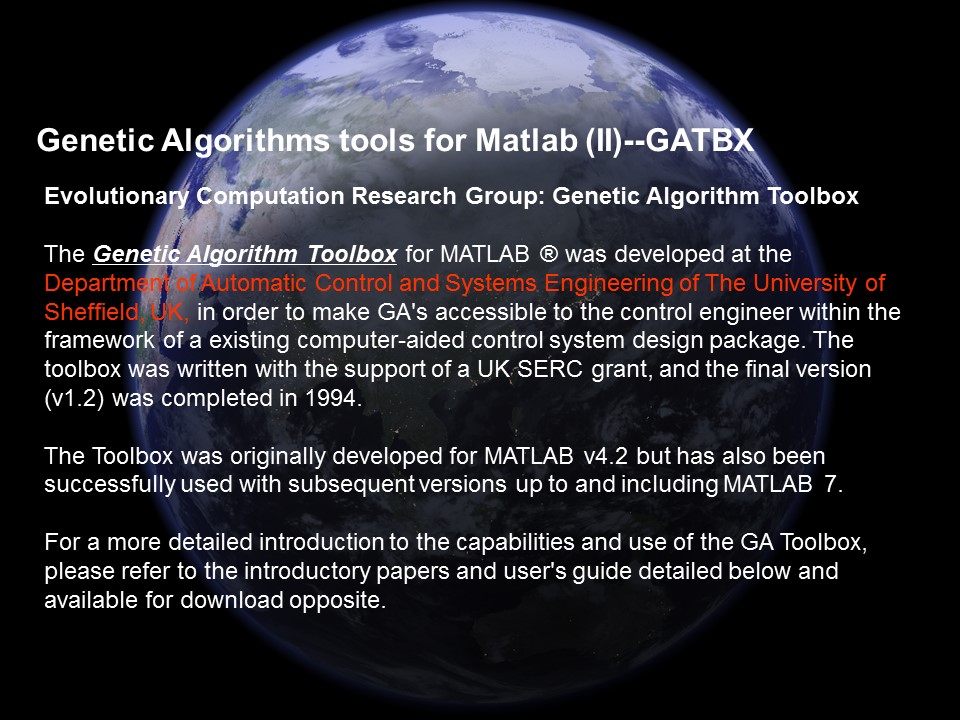 Genetic Algorithms tools for Matlab (II)--GATBX
Evolutionary Computation Research Group: Genetic Algorithm Toolbox
The Genetic Algorithm Toolbox for MATLAB ® was developed at the
Department of Automatic Control and Systems Engineering of The University of
Sheffield, UK, in order to make GA's accessible to the control engineer within the
framework of a existing computer-aided control system design package. The
toolbox was written with the support of a UK SERC grant, and the final version
(v1.2) was completed in 1994.
The Toolbox was originally developed for MATLAB v4.2 but has also been
successfully used with subsequent versions up to and including MATLAB 7.
For a more detailed introduction to the capabilities and use of the GA Toolbox,
please refer to the introductory papers and user's guide detailed below and
available for download opposite.